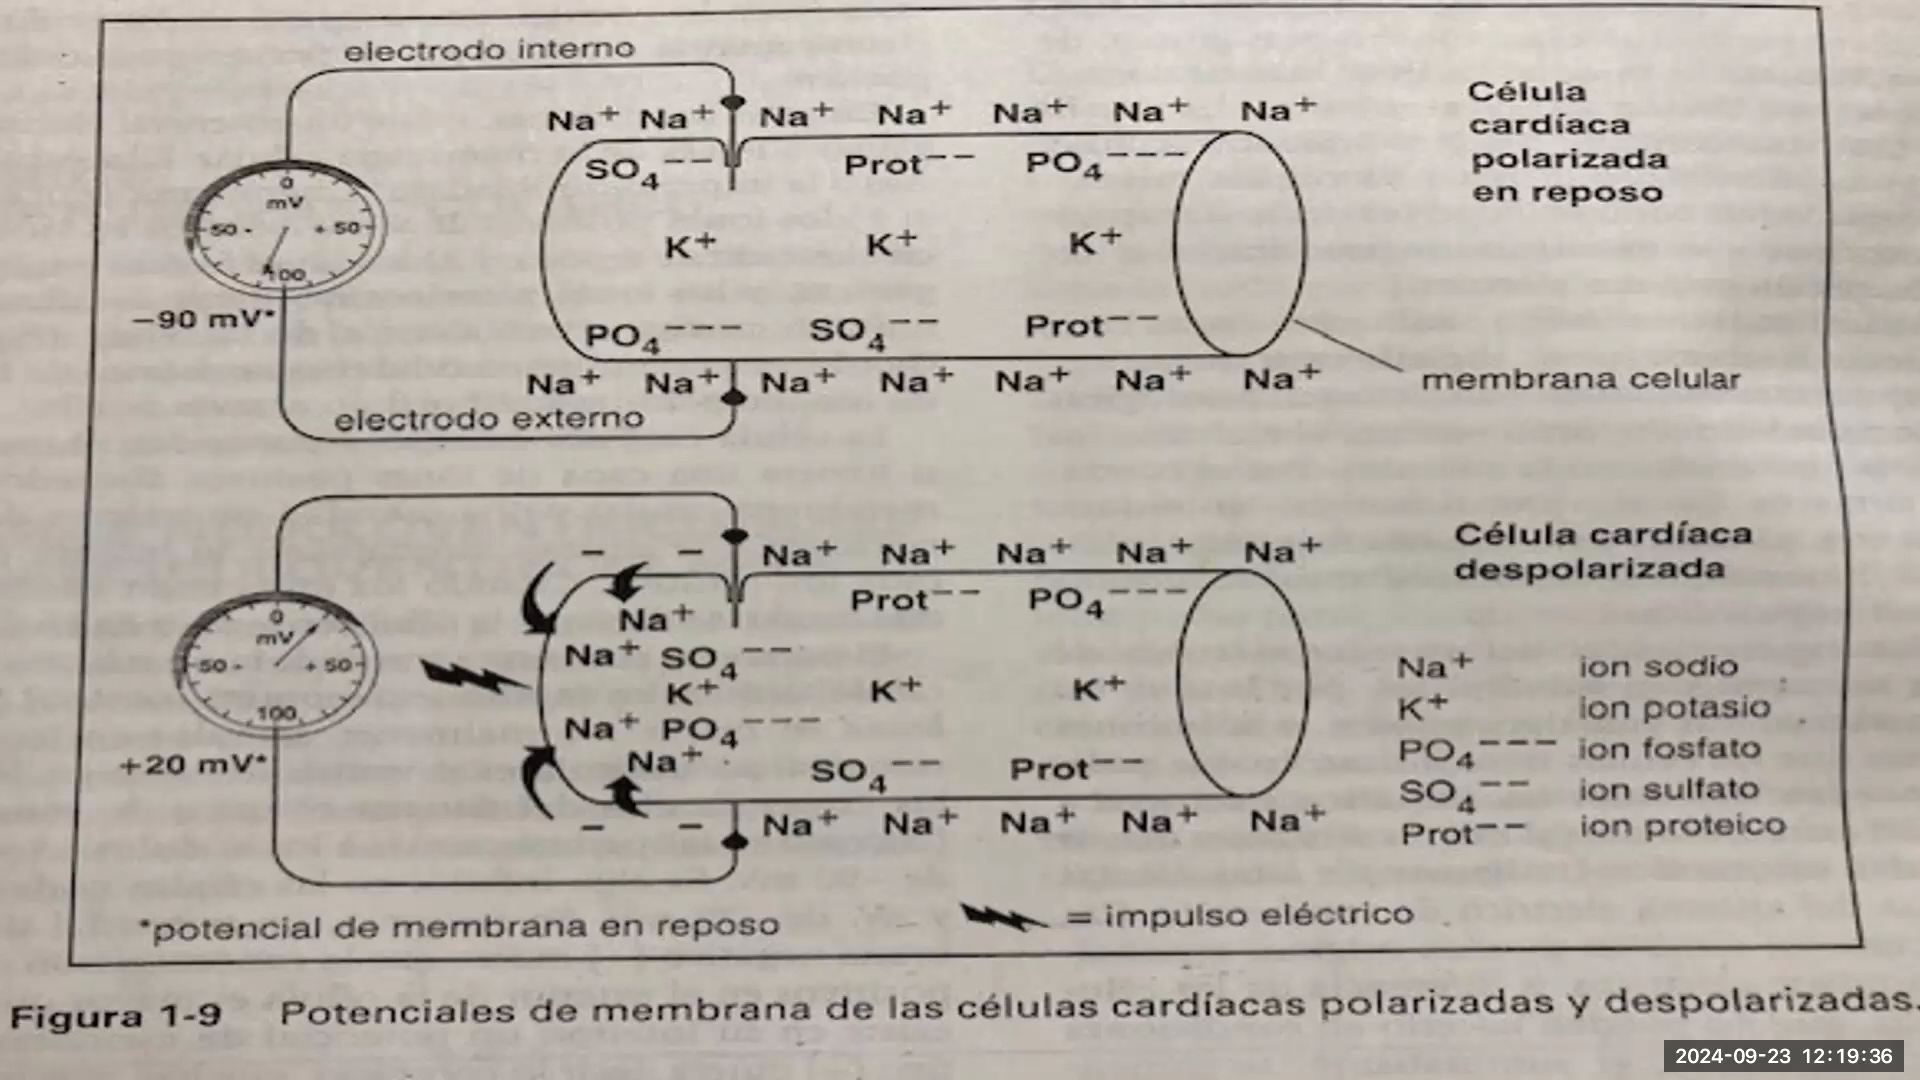 electrodo interno
Na+ Na+ Na+ Na+ Na+ Na+ Na+
SO4-- Prot-- PO4---
K+ K+ K+
PO4--- SO4-- Prot--
Na+ Na+ Na+ Na+ Na+ Na+ Na+
electrodo externo
0
mV
-50- +50-
100
-90 mV*
Célula
cardíaca
polarizada
en reposo
membrana celular
- - Na+ Na+ Na+ Na+ Na+
Na+ Prot-- PO4---
Na+ SO4--
K+ K+ K+
Na+ PO4---
Na+ SO4-- Prot--
- - Na+ Na+ Na+ Na+ Na+
0
mV
-50- +50-
100
+20 mV*
Célula cardíaca
despolarizada
Na+ ion sodio
K+ ion potasio
PO4--- ion fosfato
SO4-- ion sulfato
Prot-- ion proteico
*potencial de membrana en reposo
= impulso eléctrico
Figura 1-9 Potenciales de membrana de las células cardíacas polarizadas y despolarizadas.
2024-09-23 12:19:36